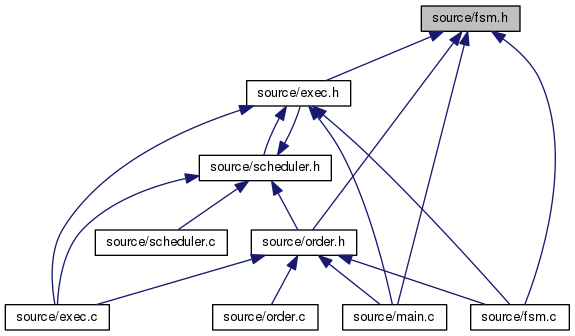 source/fsm.h
source/exec.h
source/scheduler.h
source/scheduler.c
source/order.h
source/exec.c
source/order.c
source/main.c
source/fsm.c